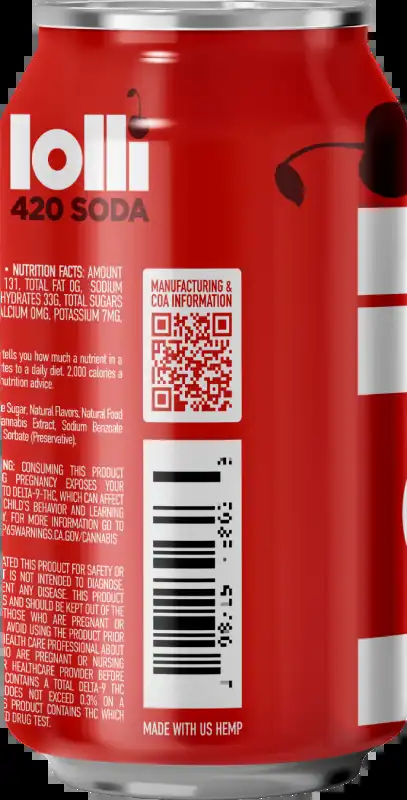 lolli
420 SODA
• NUTRITION FACTS: AMOUNT
131, TOTAL FAT 0G, SODIUM
HYDRATES 33G, TOTAL SUGARS
ALCIUM 0MG, POTASSIUM 7MG,
tells you how much a nutrient in a
tes to a daily diet. 2,000 calories a
nutrition advice.
e Sugar, Natural Flavors, Natural Food
annabis Extract, Sodium Benzoate
Sorbate (Preservative).
NG: CONSUMING THIS PRODUCT
G PREGNANCY EXPOSES YOUR
TO DELTA-9-THC, WHICH CAN AFFECT
CHILD'S BEHAVIOR AND LEARNING
Y. FOR MORE INFORMATION GO TO
P65WARNINGS.CA.GOV/CANNABIS
ATED THIS PRODUCT FOR SAFETY OR
T IS NOT INTENDED TO DIAGNOSE,
ENT ANY DISEASE. THIS PRODUCT
S AND SHOULD BE KEPT OUT OF THE
THOSE WHO ARE PREGNANT OR
AVOID USING THE PRODUCT PRIOR
HEALTH CARE PROFESSIONAL ABOUT
HO ARE PREGNANT OR NURSING
R HEALTHCARE PROVIDER BEFORE
CONTAINS A TOTAL DELTA-9 THC
DOES NOT EXCEED 0.3% ON A
S PRODUCT CONTAINS THC WHICH
D DRUG TEST.
MANUFACTURING &
COA INFORMATION
MADE WITH US HEMP